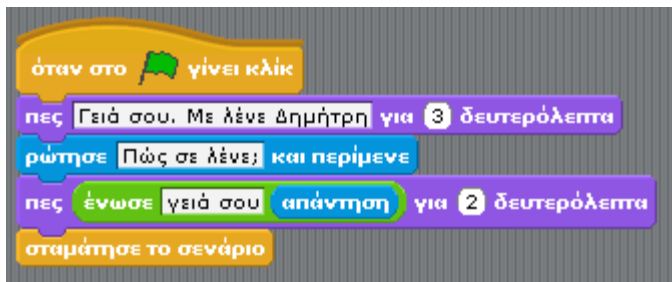 όταν στο γίνει κλίκ
πες Γειά σου. Με λένε Δημήτρη για 3 δευτερόλεπτα
ρώτησε Πώς σε λένε; και περίμενε
πες ένωσε γειά σου απάντηση για 2 δευτερόλεπτα
σταμάτησε το σενάριο